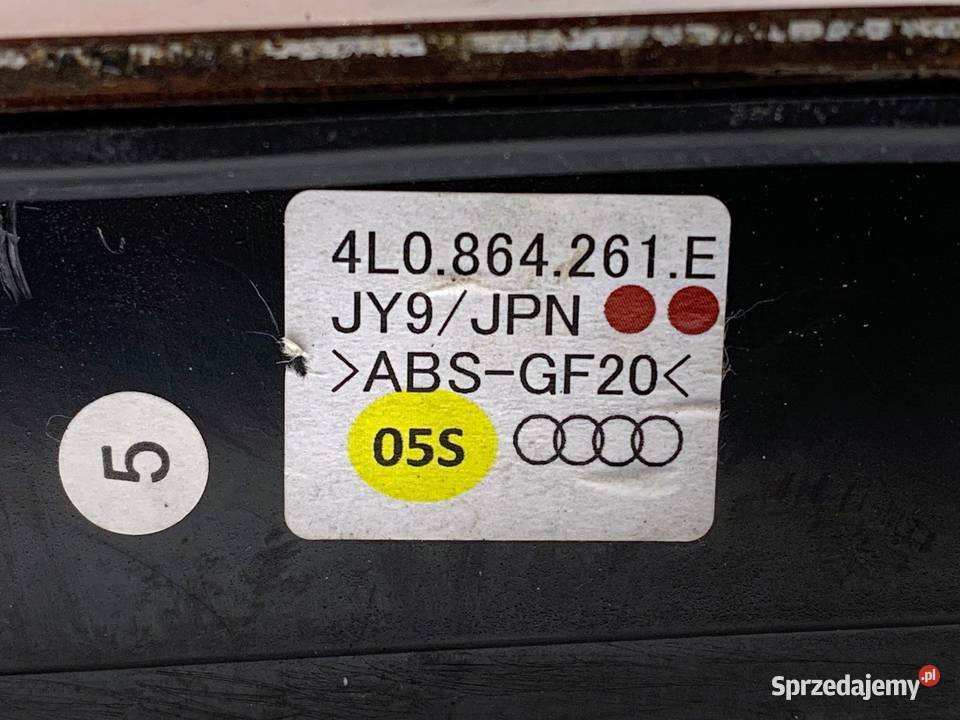 4L0.864.261.E
JY9/JPN
>ABS-GF20<
05S
5
Sprzedajemy.pl